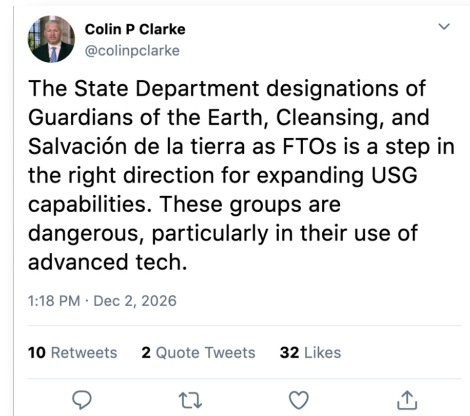 Colin P Clarke
@colinpclarke
The State Department designations of
Guardians of the Earth, Cleansing, and
Salvación de la tierra as FTOs is a step in
the right direction for expanding USG
capabilities. These groups are
dangerous, particularly in their use of
advanced tech.
1:18 PM · Dec 2, 2026
10 Retweets 2 Quote Tweets 32 Likes